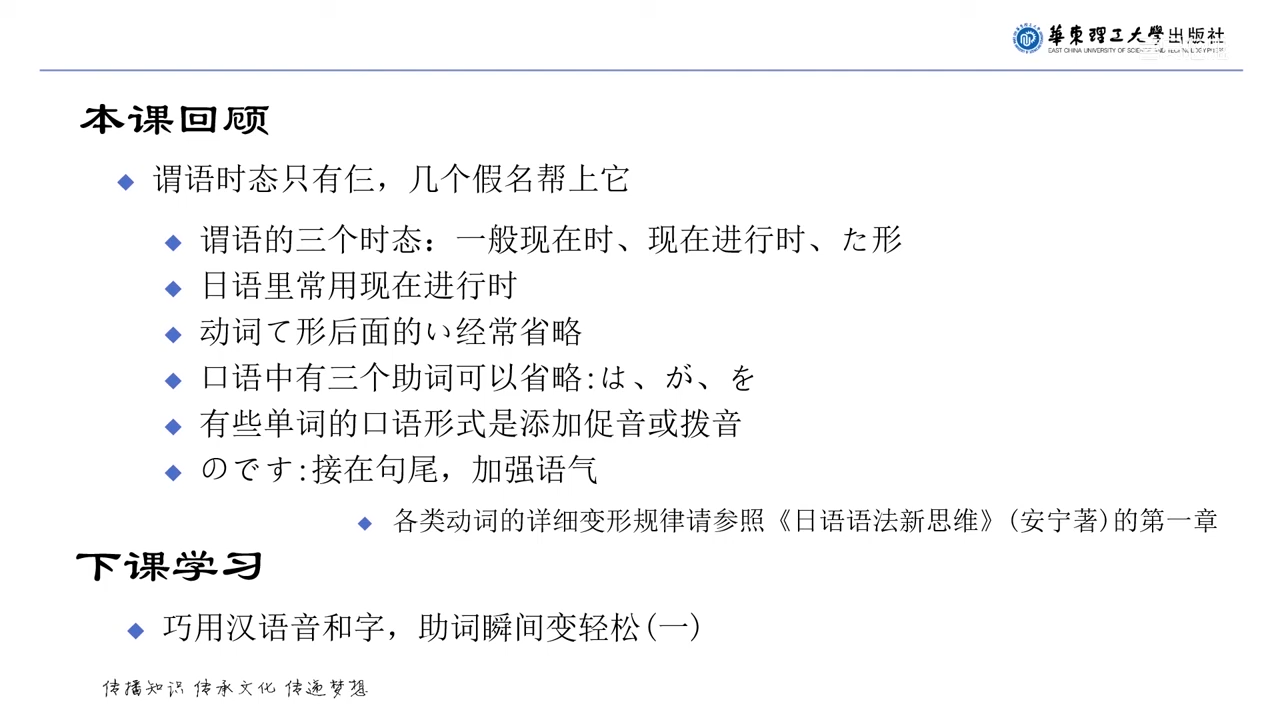 華東理工大學出版社
EAST CHINA UNIVERSITY OF SCIENCE AND TECHNOLOGY
本课回顾
谓语时态只有仨，几个假名帮上它
谓语的三个时态：一般现在时、现在进行时、た形
日语里常用现在进行时
动词て形后面的い经常省略
口语中有三个助词可以省略:は、が、を
有些单词的口语形式是添加促音或拨音
のです:接在句尾，加强语气
各类动词的详细变形规律请参照《日语语法新思维》(安宁著)的第一章
下课学习
巧用汉语音和字，助词瞬间变轻松(一)
传播知识 传承文化 传递梦想